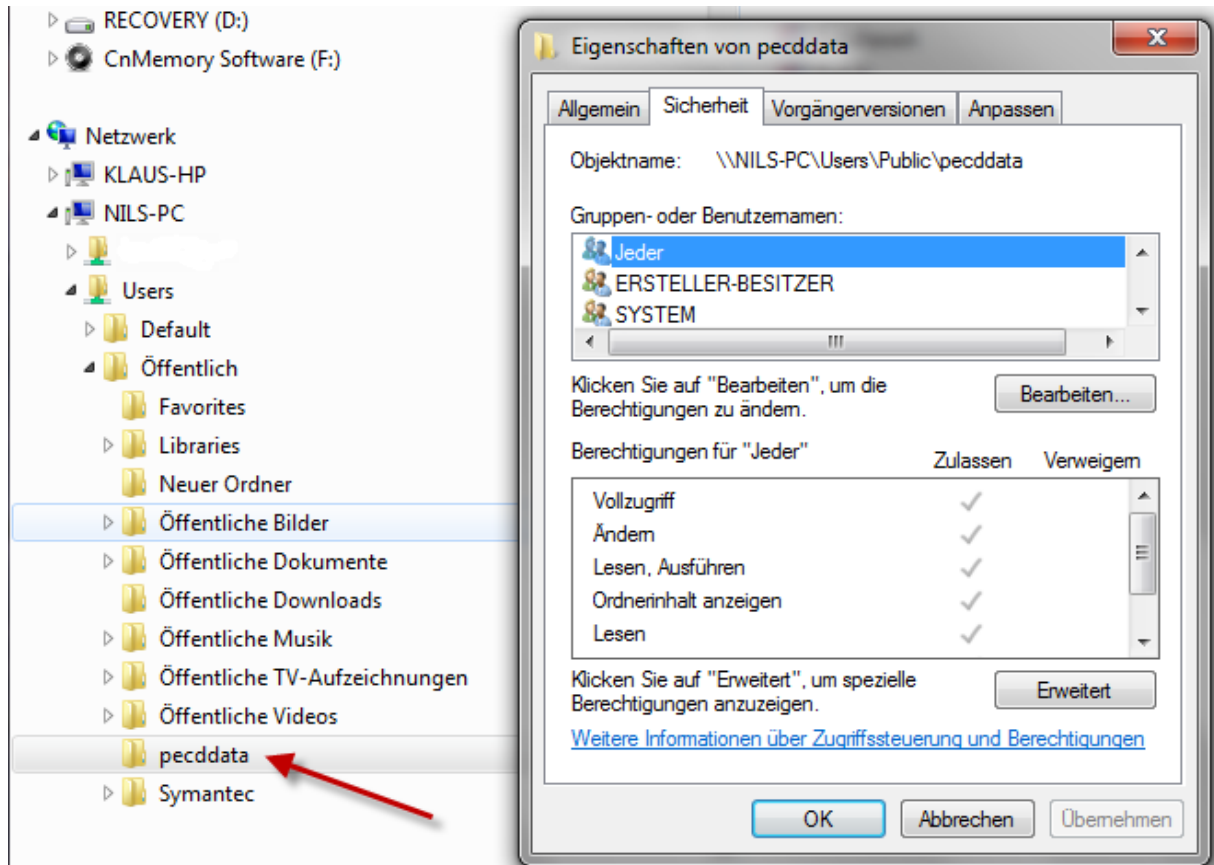 RECOVERY (D:)
CnMemory Software (F:)
Netzwerk
KLAUS-HP
NILS-PC
Users
Default
Öffentlich
Favorites
Libraries
Neuer Ordner
Öffentliche Bilder
Öffentliche Dokumente
Öffentliche Downloads
Öffentliche Musik
Öffentliche TV-Aufzeichnungen
Öffentliche Videos
pecddata
Symantec
Eigenschaften von pecddata
Allgemein Sicherheit Vorgängerversionen Anpassen
Objektname: \\NILS-PC\Users\Public\pecddata
Gruppen- oder Benutzernamen:
Jeder
ERSTELLER-BESITZER
SYSTEM
Klicken Sie auf "Bearbeiten", um die
Berechtigungen zu ändern.
Bearbeiten...
Berechtigungen für "Jeder" Zulassen Verweigern
Vollzugriff
Ändern
Lesen, Ausführen
Ordnerinhalt anzeigen
Lesen
Klicken Sie auf "Erweitert", um spezielle
Berechtigungen anzuzeigen.
Erweitert
Weitere Informationen über Zugriffssteuerung und Berechtigungen
OK Abbrechen Übernehmen